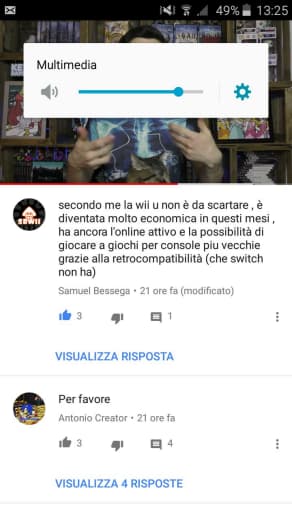 49% 13:25
Multimedia
secondo me la wii u non è da scartare , è
diventata molto economica in questi mesi ,
ha ancora l'online attivo e la possibilità di
giocare a giochi per console piu vecchie
grazie alla retrocompatibilità (che switch
non ha)
Samuel Bessega • 21 ore fa (modificato)
3 1
VISUALIZZA RISPOSTA
Per favore
Antonio Creator • 21 ore fa
3 4
VISUALIZZA 4 RISPOSTE